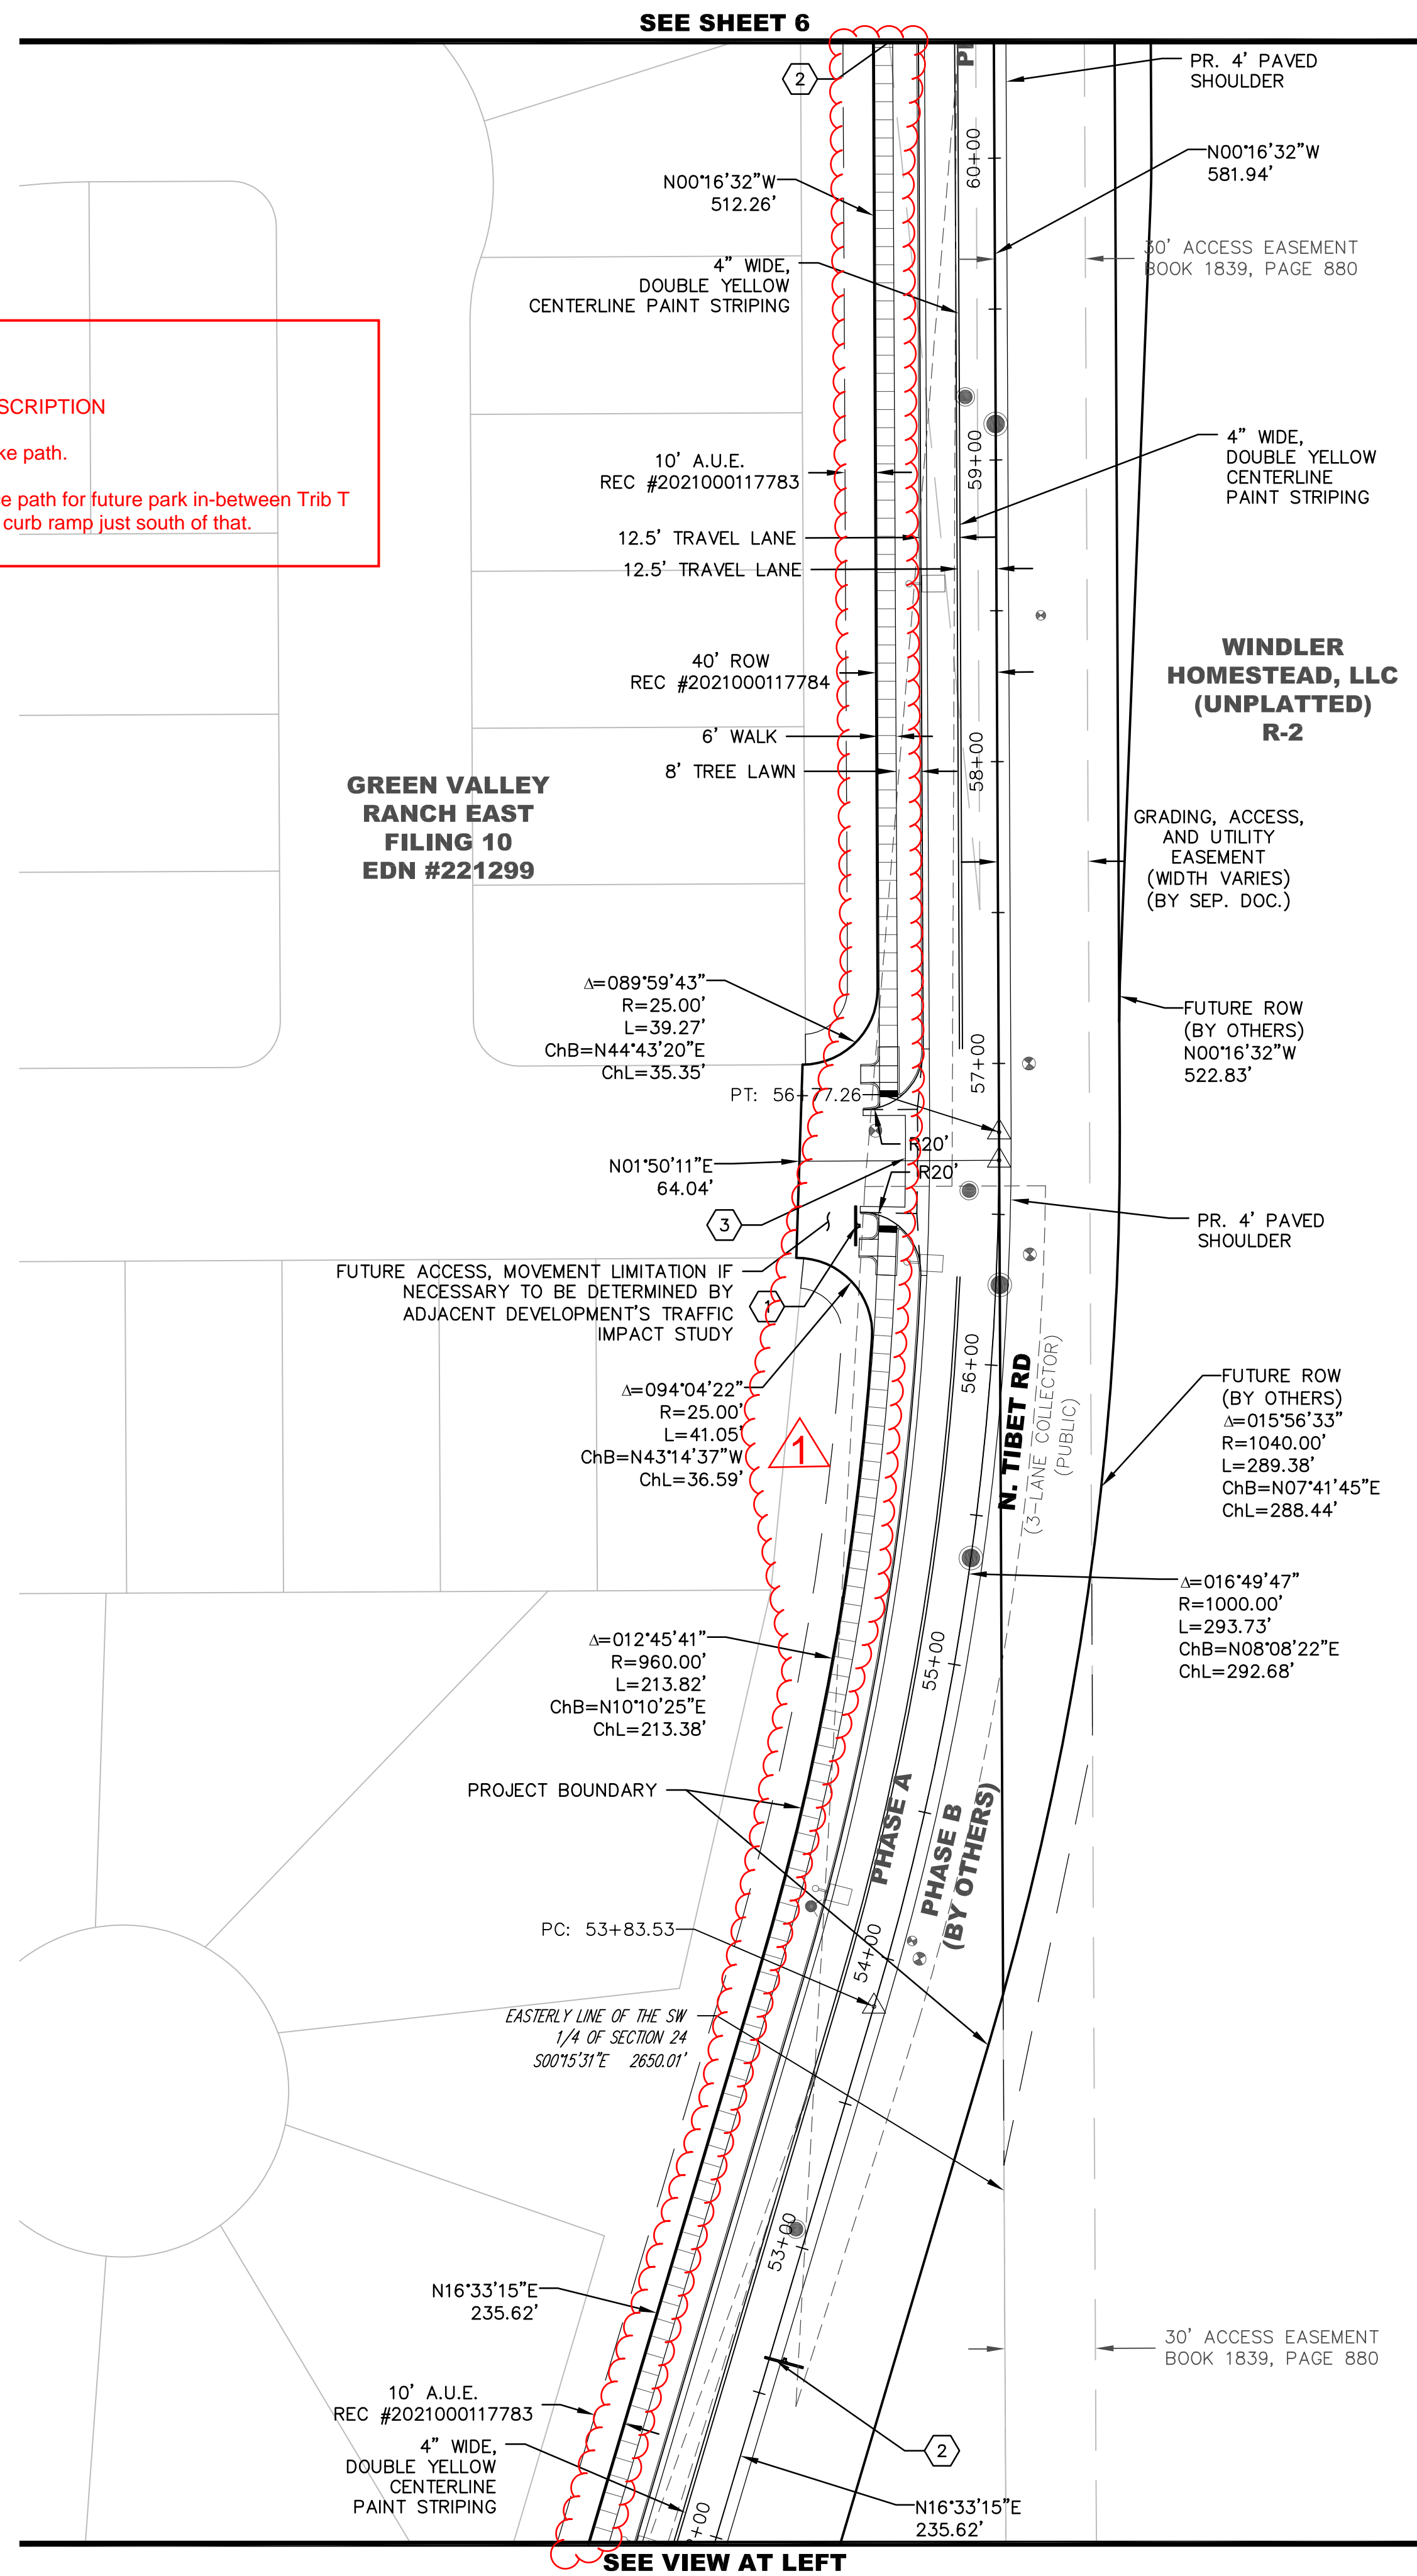 SEE SHEET 6
2
PR. 4' PAVED
SHOULDER
60+00
N00°16'32"W
581.94'
N00°16'32"W
512.26'
30' ACCESS EASEMENT
BOOK 1839, PAGE 880
4" WIDE,
DOUBLE YELLOW
CENTERLINE PAINT STRIPING
SCRIPTION
ke path.
e path for future park in-between Trib T
curb ramp just south of that.
4" WIDE,
DOUBLE YELLOW
CENTERLINE
PAINT STRIPING
59+00
10' A.U.E.
REC #2021000117783
12.5' TRAVEL LANE
12.5' TRAVEL LANE
WINDLER
HOMESTEAD, LLC
(UNPLATTED)
R-2
40' ROW
REC #2021000117784
6' WALK
8' TREE LAWN
58+00
GREEN VALLEY
RANCH EAST
FILING 10
EDN #221299
GRADING, ACCESS,
AND UTILITY
EASEMENT
(WIDTH VARIES)
(BY SEP. DOC.)
Δ=089°59'43"
R=25.00'
L=39.27'
ChB=N44°43'20"E
ChL=35.35'
FUTURE ROW
(BY OTHERS)
N00°16'32"W
522.83'
57+00
PT: 56+77.26
R20'
R20'
N01°50'11"E
64.04'
3
PR. 4' PAVED
SHOULDER
FUTURE ACCESS, MOVEMENT LIMITATION IF
NECESSARY TO BE DETERMINED BY
ADJACENT DEVELOPMENT'S TRAFFIC
IMPACT STUDY
1
56+00
N. TIBET RD
(3-LANE COLLECTOR)
(PUBLIC)
FUTURE ROW
(BY OTHERS)
Δ=015°56'33"
R=1040.00'
L=289.38'
ChB=N07°41'45"E
ChL=288.44'
Δ=094°04'22"
R=25.00'
L=41.05'
ChB=N43°14'37"W
ChL=36.59'
1
Δ=016°49'47"
R=1000.00'
L=293.73'
ChB=N08°08'22"E
ChL=292.68'
55+00
Δ=012°45'41"
R=960.00'
L=213.82'
ChB=N10°10'25"E
ChL=213.38'
PROJECT BOUNDARY
PHASE A
PHASE B
(BY OTHERS)
PC: 53+83.53
54+00
EASTERLY LINE OF THE SW
1/4 OF SECTION 24
S00°15'31"E 2650.01'
53+00
N16°33'15"E
235.62'
30' ACCESS EASEMENT
BOOK 1839, PAGE 880
10' A.U.E.
REC #2021000117783
4" WIDE,
DOUBLE YELLOW
CENTERLINE
PAINT STRIPING
2
+00
N16°33'15"E
235.62'
SEE VIEW AT LEFT